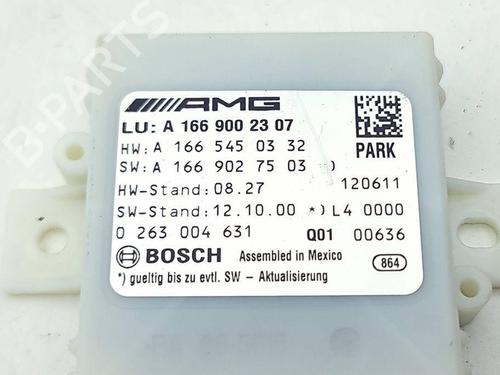 B-PARTS
AMG
LU: A 166 900 23 07
HW: A 166 545 03 32 PARK
SW: A 166 902 75 03 )
HW-Stand: 08.27 120611
SW-Stand: 12.10.00 *) L4 0000
0 263 004 631 Q01 00636
BOSCH Assembled in Mexico
*) gueltig bis zu evtl. SW - Aktualisierung 864